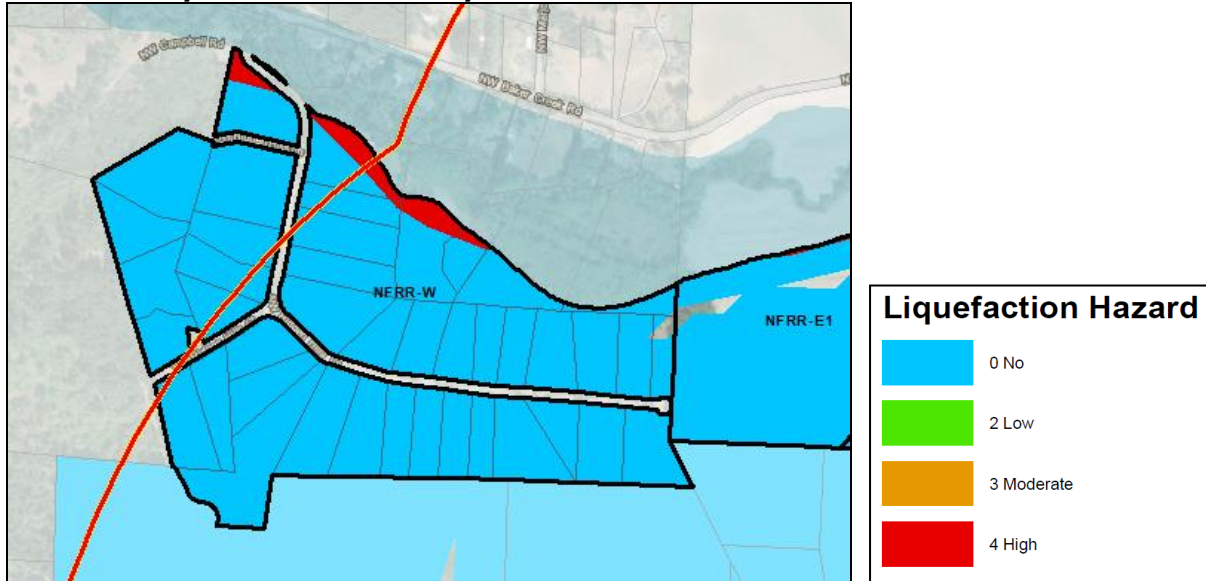 NW Campbell Rd
NW Baker Creek Rd
NFRR-W
NFRR-E1
Liquefaction Hazard
0 No
2 Low
3 Moderate
4 High